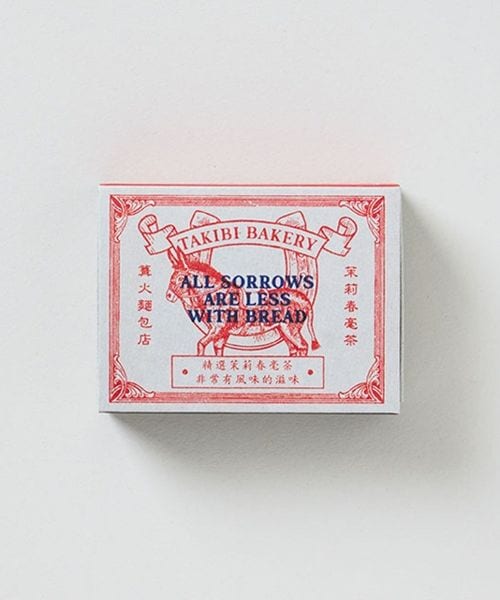 TAKIBI BAKERY
ALL SORROWS
ARE LESS
WITH BREAD
篝火麵包店
茉莉春毫茶
精選茉莉春毫茶
非常有風味的滋味